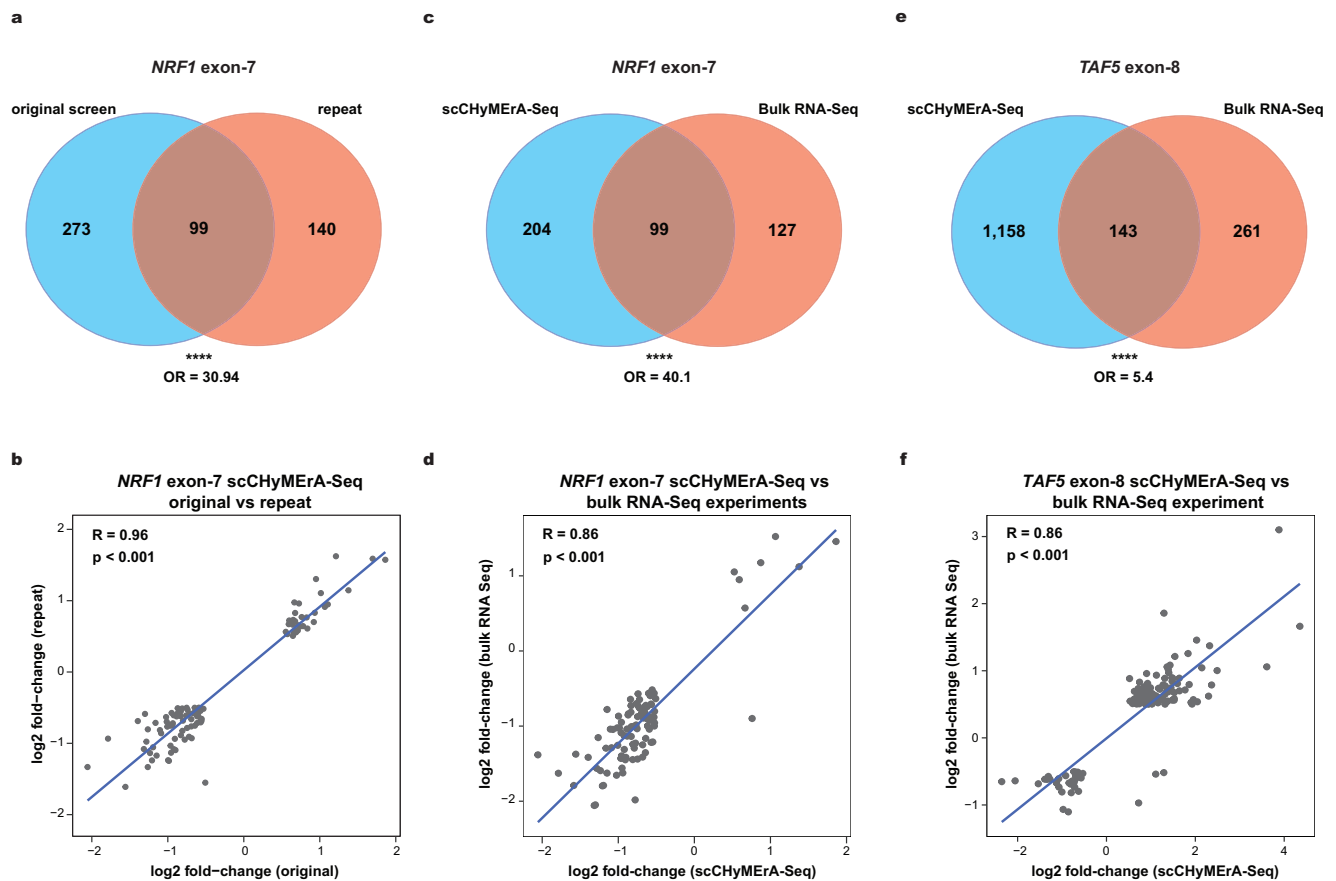 a
NRF1 exon-7
original screen
repeat
273
99
140
****
OR = 30.94
c
NRF1 exon-7
scCHyMErA-Seq
Bulk RNA-Seq
204
99
127
****
OR = 40.1
e
TAF5 exon-8
scCHyMErA-Seq
Bulk RNA-Seq
1,158
143
261
****
OR = 5.4
b
NRF1 exon-7 scCHyMErA-Seq
original vs repeat
R = 0.96
p < 0.001
log2 fold−change (repeat)
2
1
0
−1
−2
−2
−1
0
1
2
log2 fold−change (original)
d
NRF1 exon-7 scCHyMErA-Seq vs
bulk RNA-Seq experiments
R = 0.86
p < 0.001
log2 fold-change (bulk RNA Seq)
1
0
−1
−2
−2
−1
0
1
2
log2 fold-change (scCHyMErA-Seq)
f
TAF5 exon-8 scCHyMErA-Seq vs
bulk RNA-Seq experiment
R = 0.86
p < 0.001
log2 fold-change (bulk RNA Seq)
3
2
1
0
−1
−2
0
2
4
log2 fold-change (scCHyMErA-Seq)